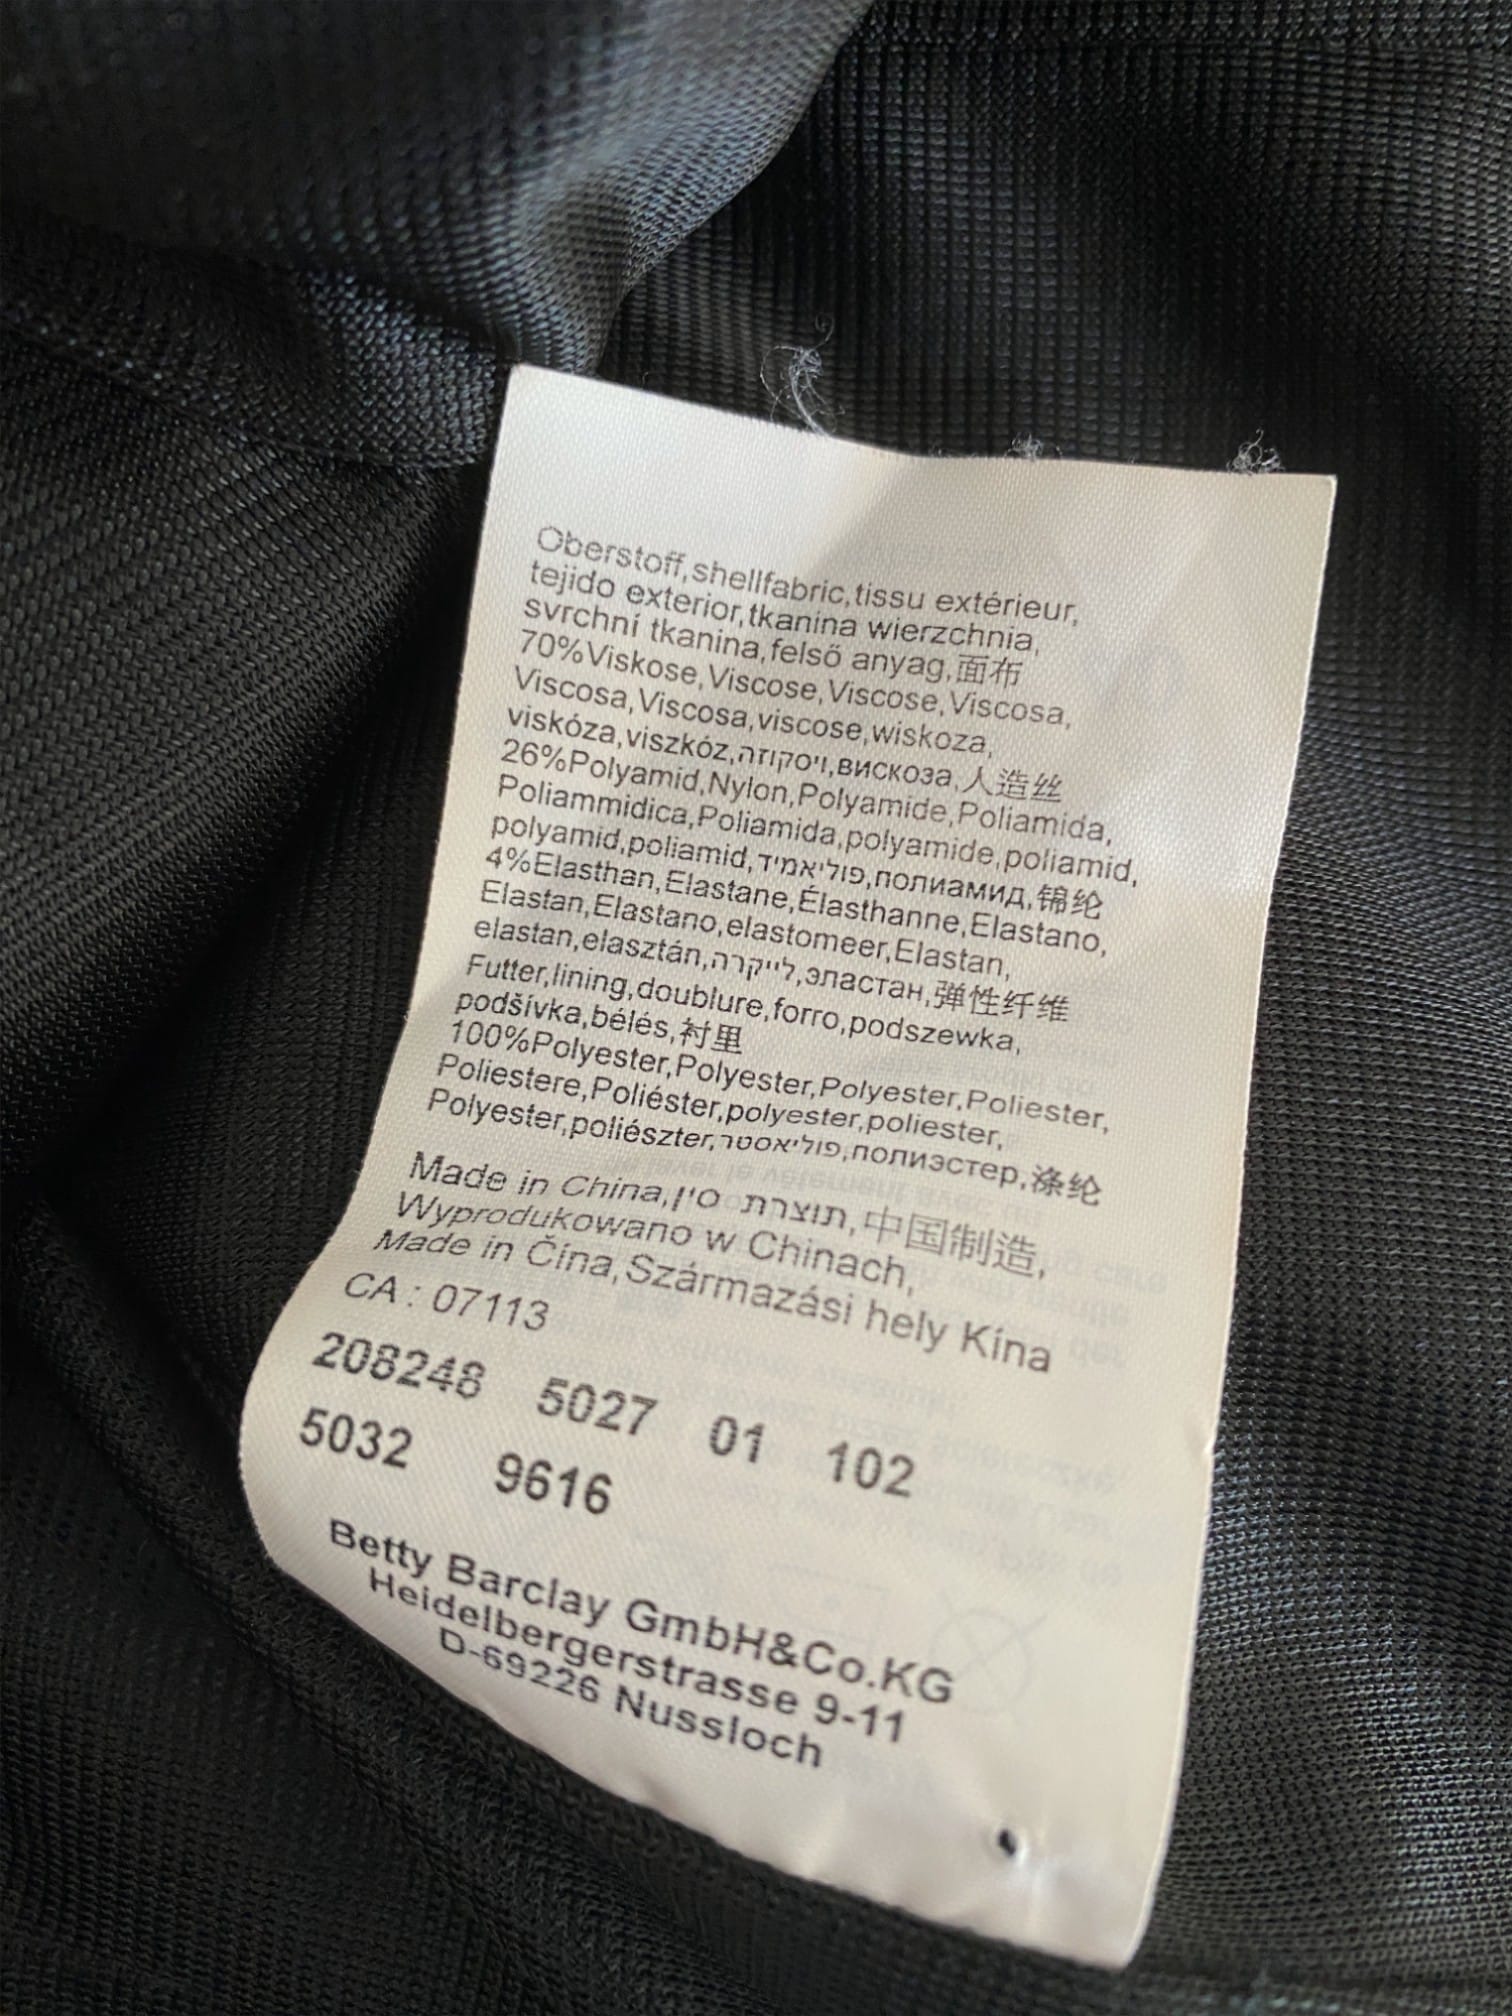 Oberstoff,shellfabric,tissu extérieur,
tejido exterior,tkanina wierzchnia,
svrchní tkanina,felső anyag,面布
70%Viskose,Viscose,Viscose,Viscosa,
Viscosa,Viscosa,viscose,wiskoza,
viskóza,viszkóz,ויסקוזה,вискоза,人造丝
26%Polyamid,Nylon,Polyamide,Poliamida,
Poliammidica,Poliamida,polyamide,poliamid,
polyamid,poliamid,פוליאמיד,полиамид,锦纶
4%Elasthan,Elastane,Élasthanne,Elastano,
Elastan,Elastano,elastomeer,Elastan,
elastan,elasztán,לייקרה,эластан,弹性纤维
Futter,lining,doublure,forro,podszewka,
podšívka,bélés,衬里
100%Polyester,Polyester,Polyester,Poliester,
Poliestere,Poliéster,polyester,poliester,
Polyester,poliészter,פוליאסטר,полиэстер,涤纶
Made in China,תוצרת סין,中国制造,
Wyprodukowano w Chinach,
Made in Čína,Származási hely Kína
CA : 07113
208248 5027 01 102
5032 9616
Betty Barclay GmbH&Co.KG
Heidelbergerstrasse 9-11
D-69226 Nussloch